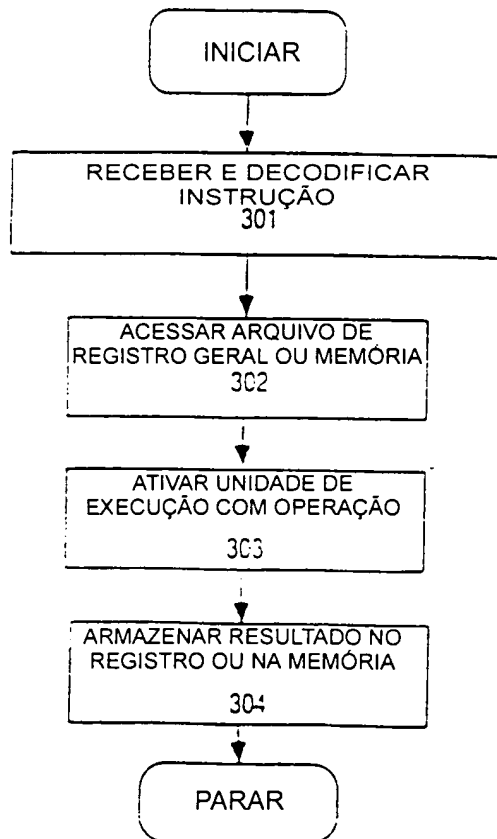 INICIAR
RECEBER E DECODIFICAR
INSTRUÇÃO
301
ACESSAR ARQUIVO DE
REGISTRO GERAL OU MEMÓRIA
302
ATIVAR UNIDADE DE
EXECUÇÃO COM OPERAÇÃO
303
ARMAZENAR RESULTADO NO
REGISTRO OU NA MEMÓRIA
304
PARAR